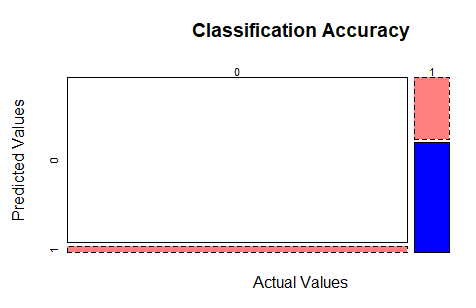 Classification Accuracy
0
1
Predicted Values
0
1
Actual Values